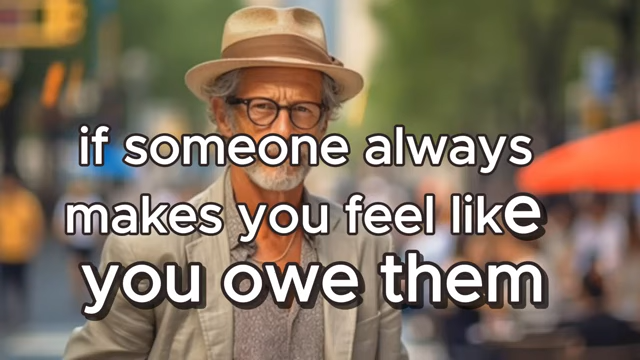 if someone always
makes you feel like
you owe them